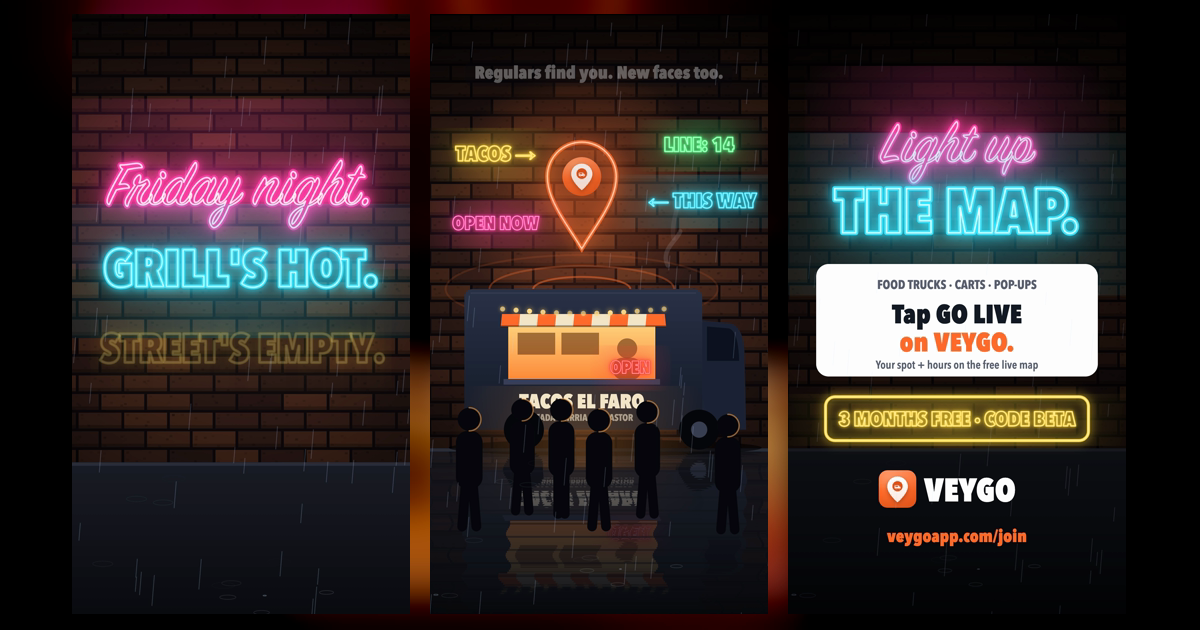 Friday night.
GRILL'S HOT.
STREET'S EMPTY.
Regulars find you. New faces too.
TACOS →
LINE: 14
← THIS WAY
OPEN NOW
OPEN
TACOS EL FARO
FOOD TRUCKS · CARTS · POP-UPS
Tap GO LIVE
on VEYGO.
Your spot + hours on the free live map
3 MONTHS FREE · CODE BETA
VEYGO
veygoapp.com/join
Light up
THE MAP.